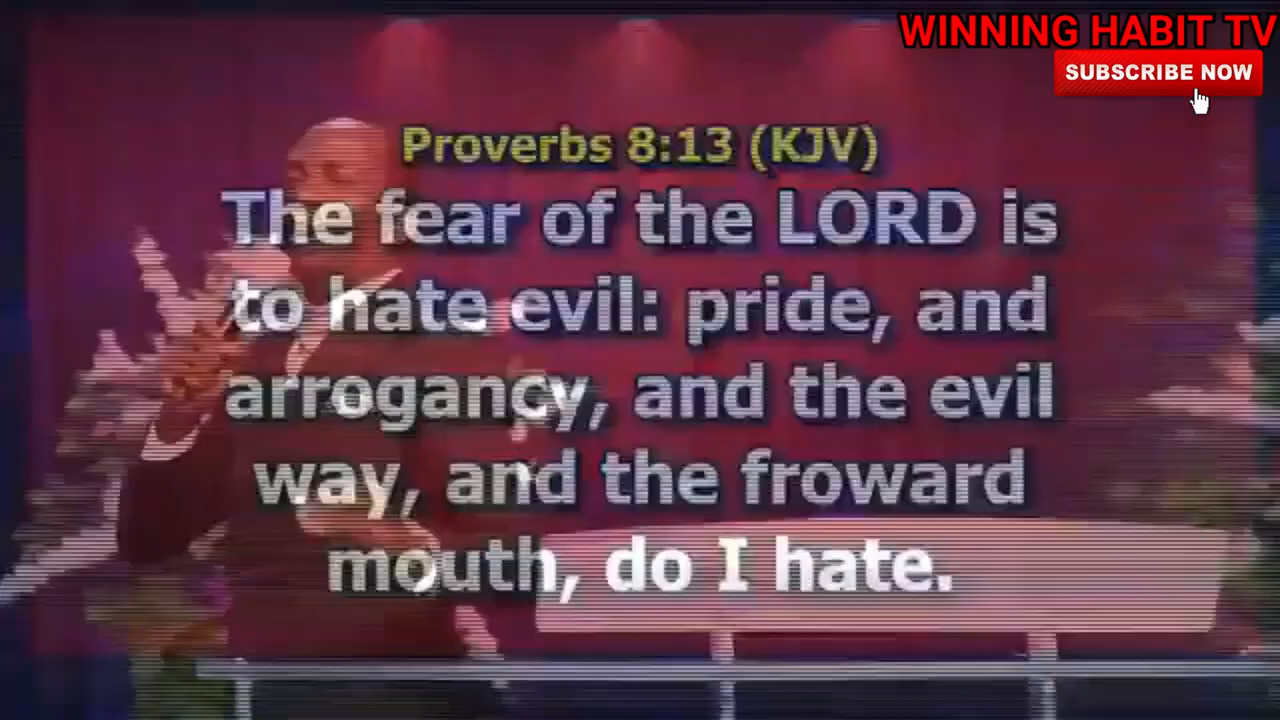 WINNING HABIT TV
SUBSCRIBE NOW
Proverbs 8:13 (KJV)
The fear of the LORD is
to hate evil: pride, and
arrogancy, and the evil
way, and the froward
mouth, do I hate.